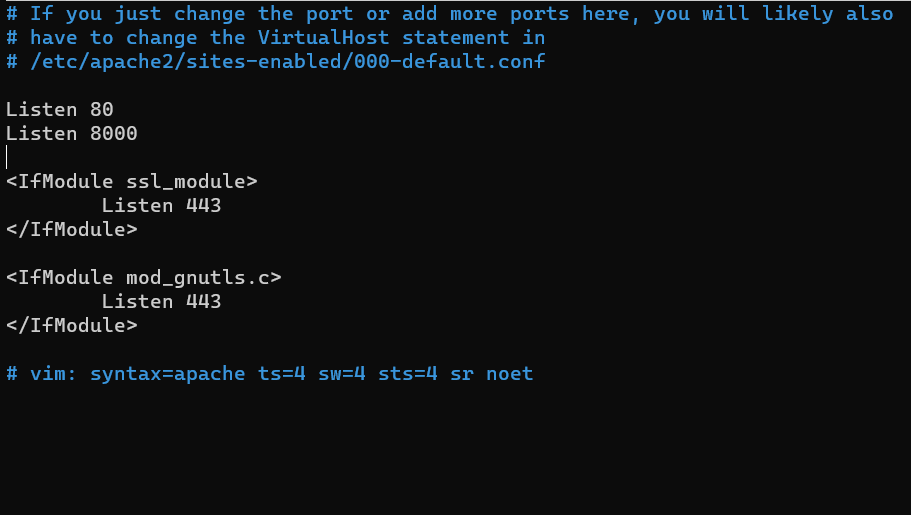 # If you just change the port or add more ports here, you will likely also
# have to change the VirtualHost statement in
# /etc/apache2/sites-enabled/000-default.conf
Listen 80
Listen 8000
<IfModule ssl_module>
Listen 443
</IfModule>
<IfModule mod_gnutls.c>
Listen 443
</IfModule>
# vim: syntax=apache ts=4 sw=4 sts=4 sr noet